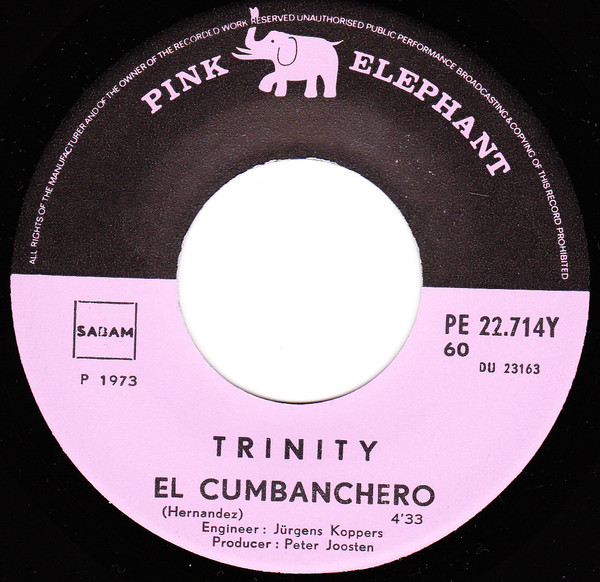 ALL RIGHTS OF THE MANUFACTURER AND OF THE OWNER OF THE RECORDED WORK RESERVED UNAUTHORISED PUBLIC PERFORMANCE BROADCASTING & COPYING OF THIS RECORD PROHIBITED
PINK ELEPHANT
SABAM
P 1973
PE 22.714Y
60
DU 23163
TRINITY
EL CUMBANCHERO
(Hernandez) 4'33
Engineer: Jürgens Koppers
Producer: Peter Joosten